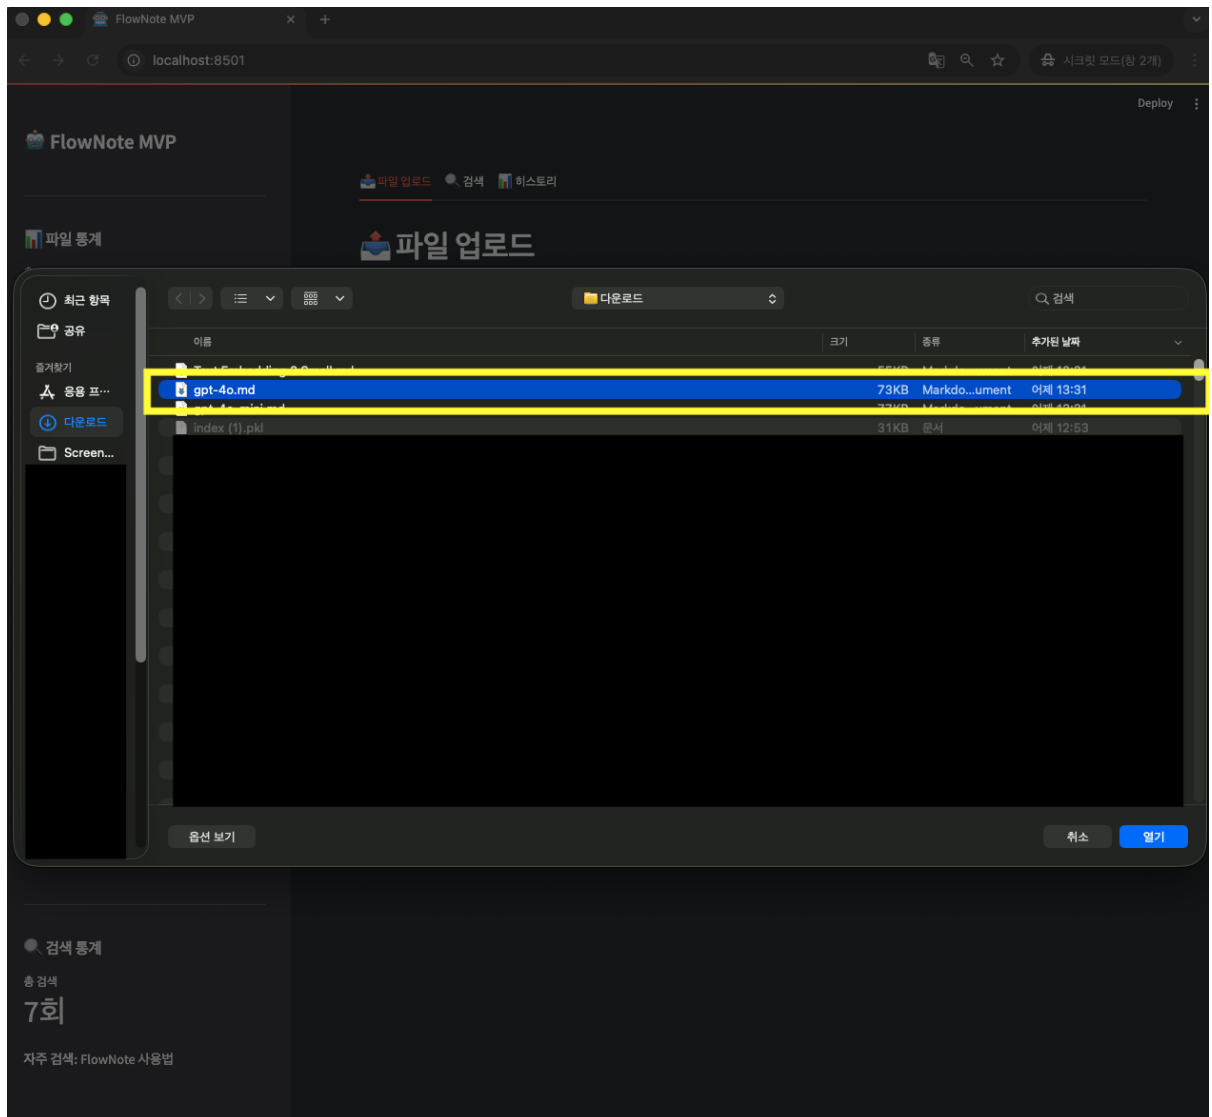 FlowNote MVP
localhost:8501
시크릿 모드(창 2개)
Deploy
FlowNote MVP
파일 업로드 검색 히스토리
파일 통계
파일 업로드
최근 항목
공유
즐겨찾기
응용 프…
다운로드
Screen...
다운로드
검색
이름 크기 종류 추가된 날짜
gpt-4o.md 73KB Markdo...ument 어제 13:31
index (1).pkl 31KB 문서 어제 12:53
옵션 보기 취소 열기
검색 통계
총 검색
7회
자주 검색: FlowNote 사용법